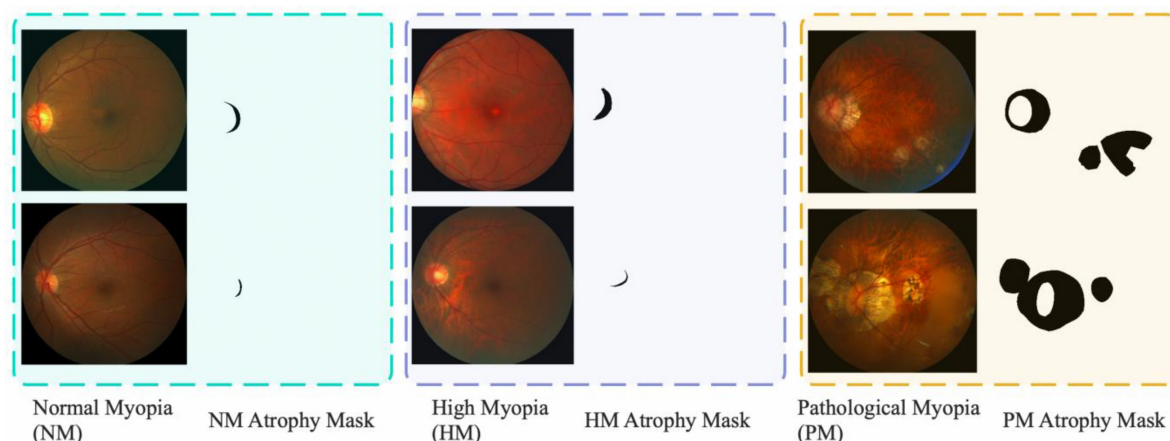 Normal Myopia
(NM)
NM Atrophy Mask
High Myopia
(HM)
HM Atrophy Mask
Pathological Myopia
(PM)
PM Atrophy Mask